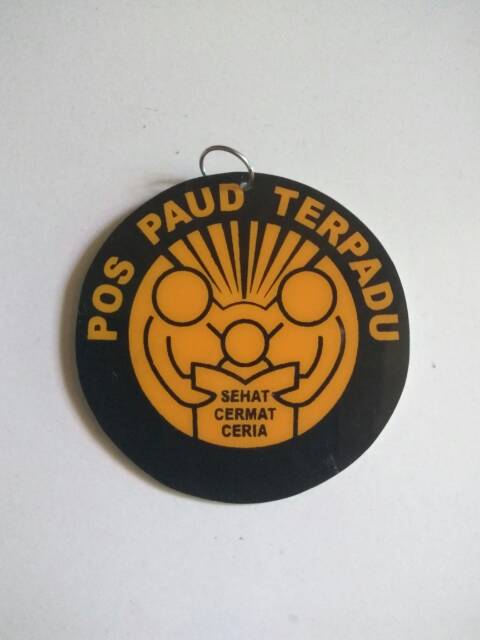 POS PAUD TERPADU
SEHAT
CERMAT
CERIA